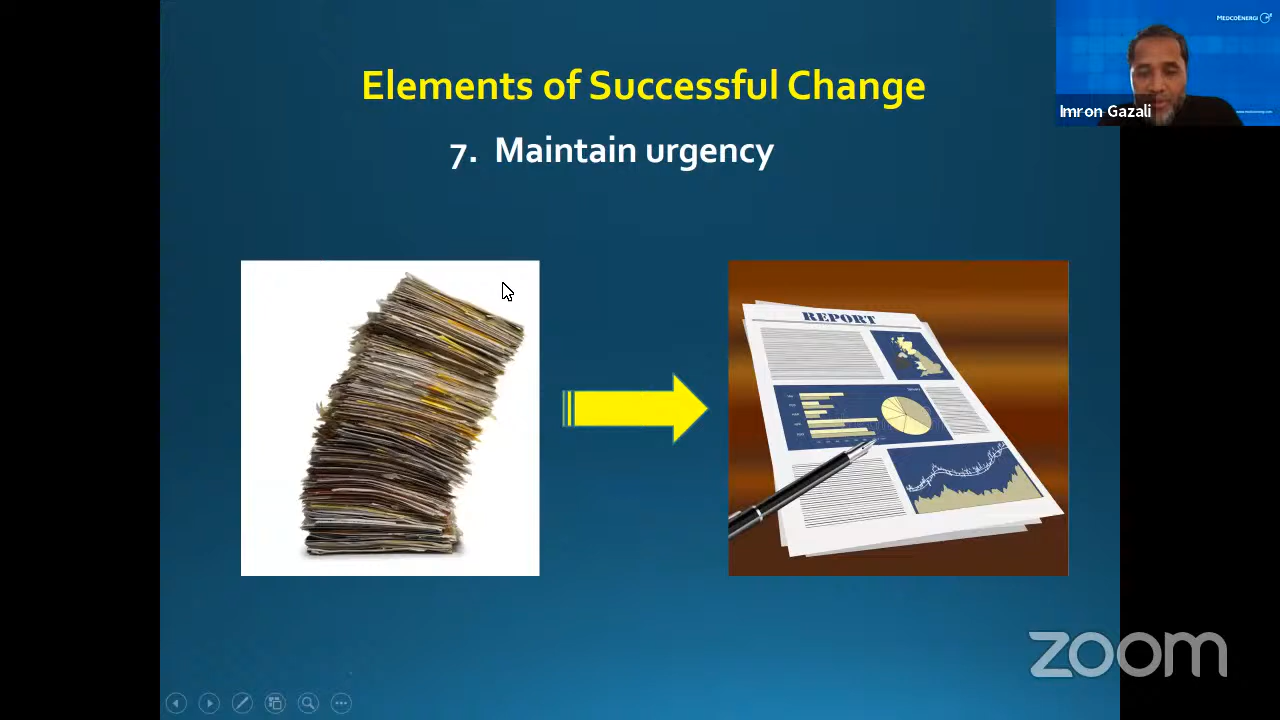 MEDCOENERGI
Elements of Successful Change
Imron Gazali
7. Maintain urgency
REPORT
zoom